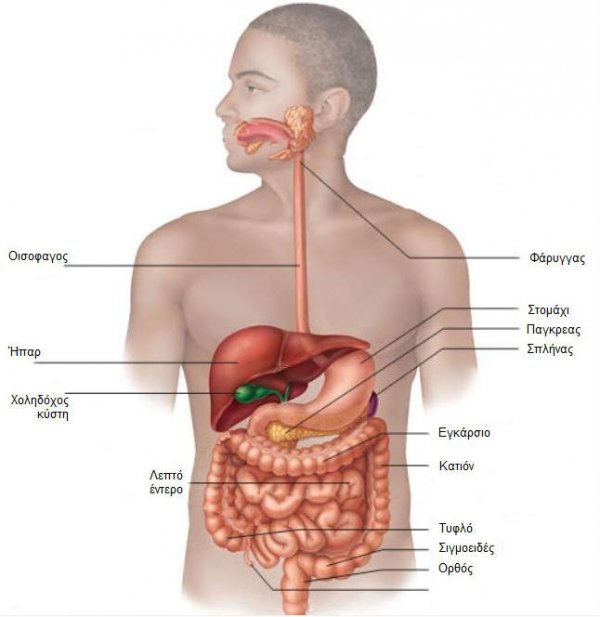 Οισοφαγος
Φάρυγγας
Στομάχι
Παγκρεας
Σπλήνας
Ήπαρ
Χοληδόχος
κύστη
Εγκάρσιο
Κατιόν
Λεπτό
έντερο
Τυφλό
Σιγμοειδές
Ορθός